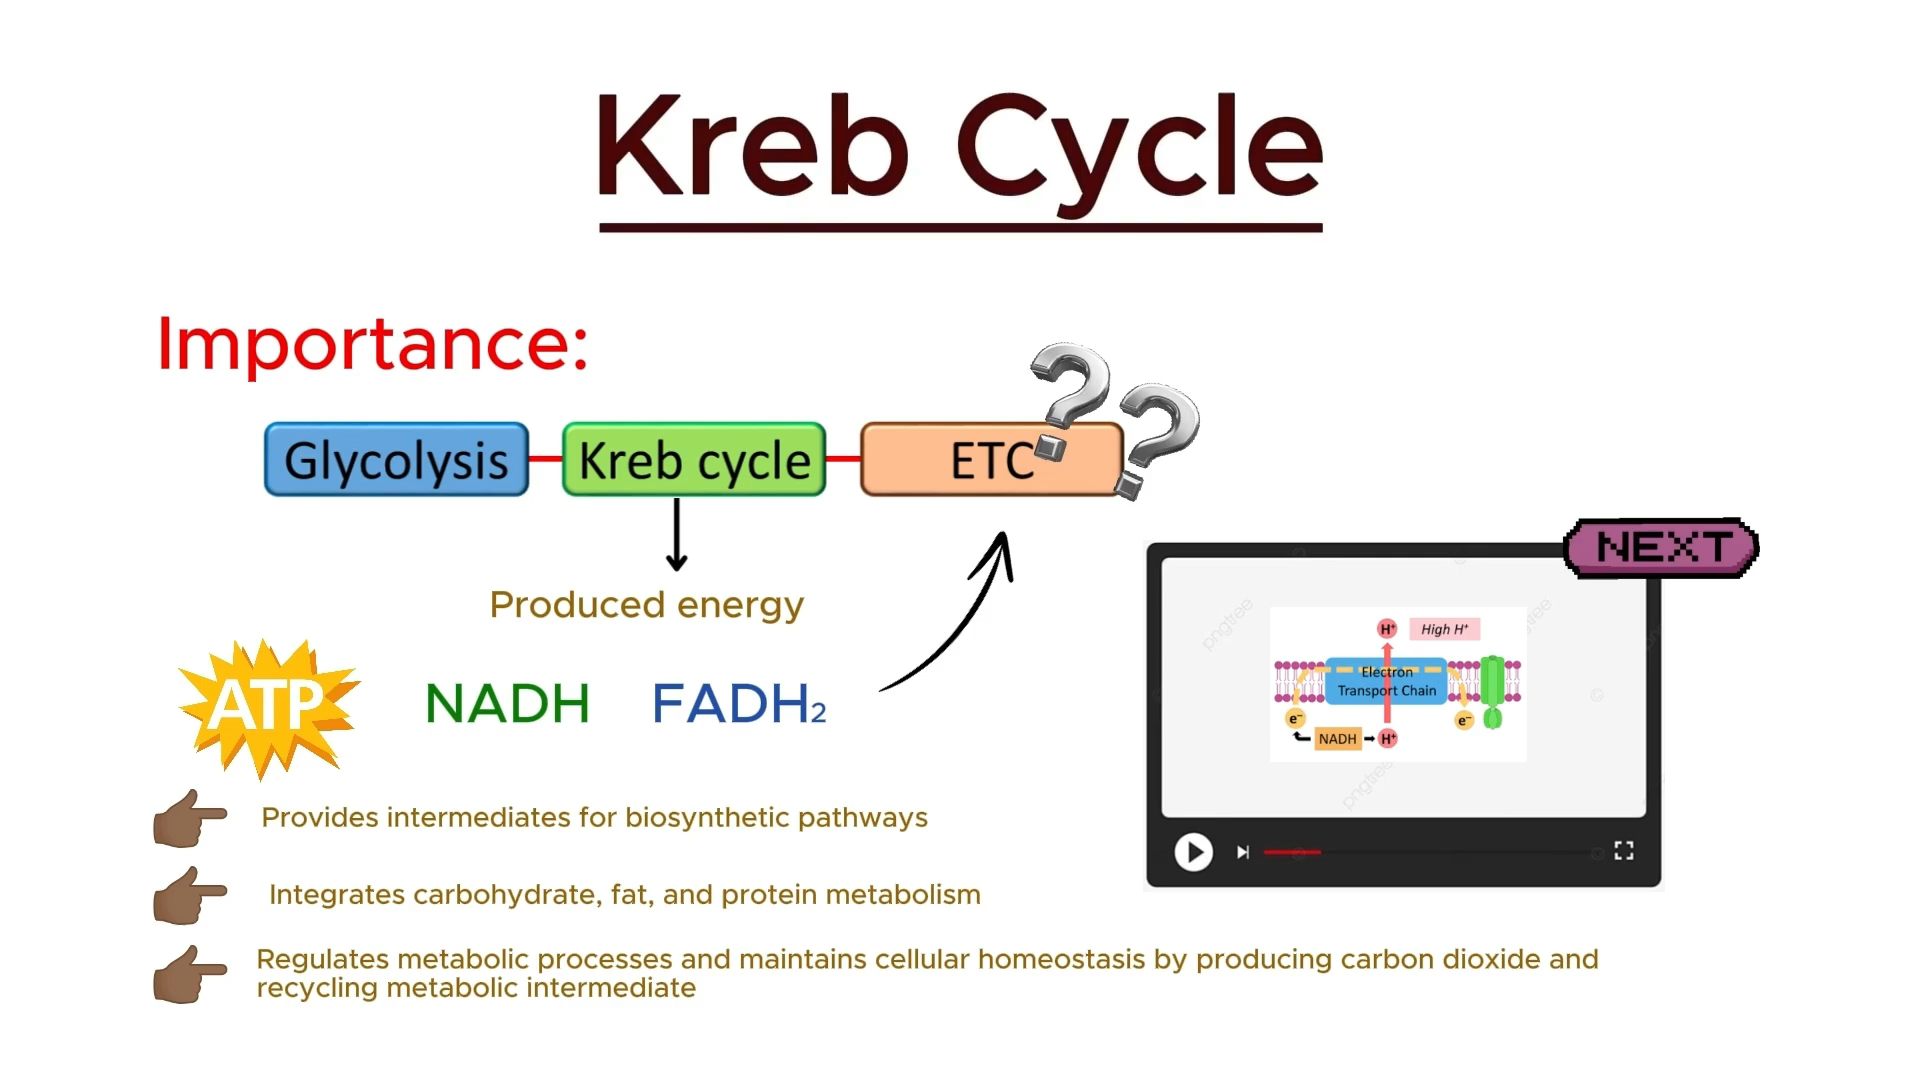 Kreb Cycle
Importance:
Glycolysis
Kreb cycle
ETC
??
Produced energy
ATP
NADH
FADH₂
NEXT
pngtree
H⁺
High H⁺
Electron
Transport Chain
e⁻
e⁻
NADH
H⁺
pngtree
Provides intermediates for biosynthetic pathways
Integrates carbohydrate, fat, and protein metabolism
Regulates metabolic processes and maintains cellular homeostasis by producing carbon dioxide and
recycling metabolic intermediate